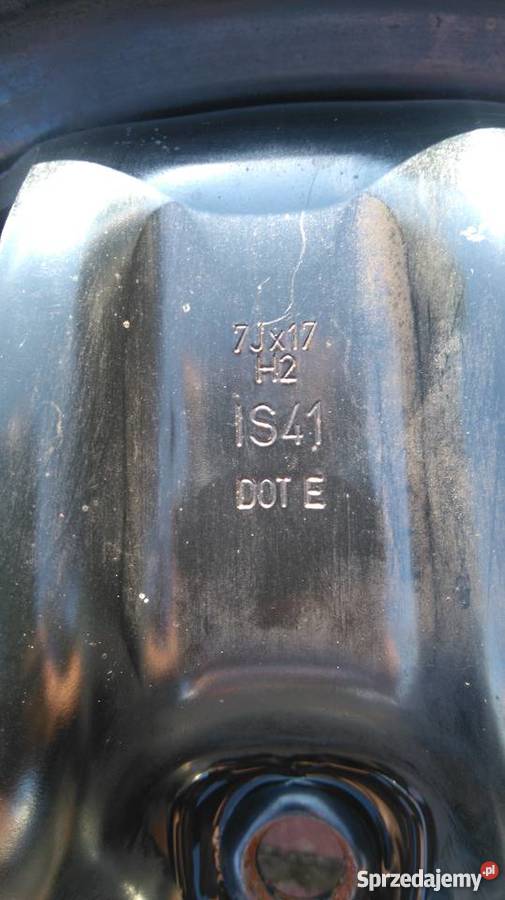 7Jx17
H2
IS41
DOT E
Sprzedajemy.pl